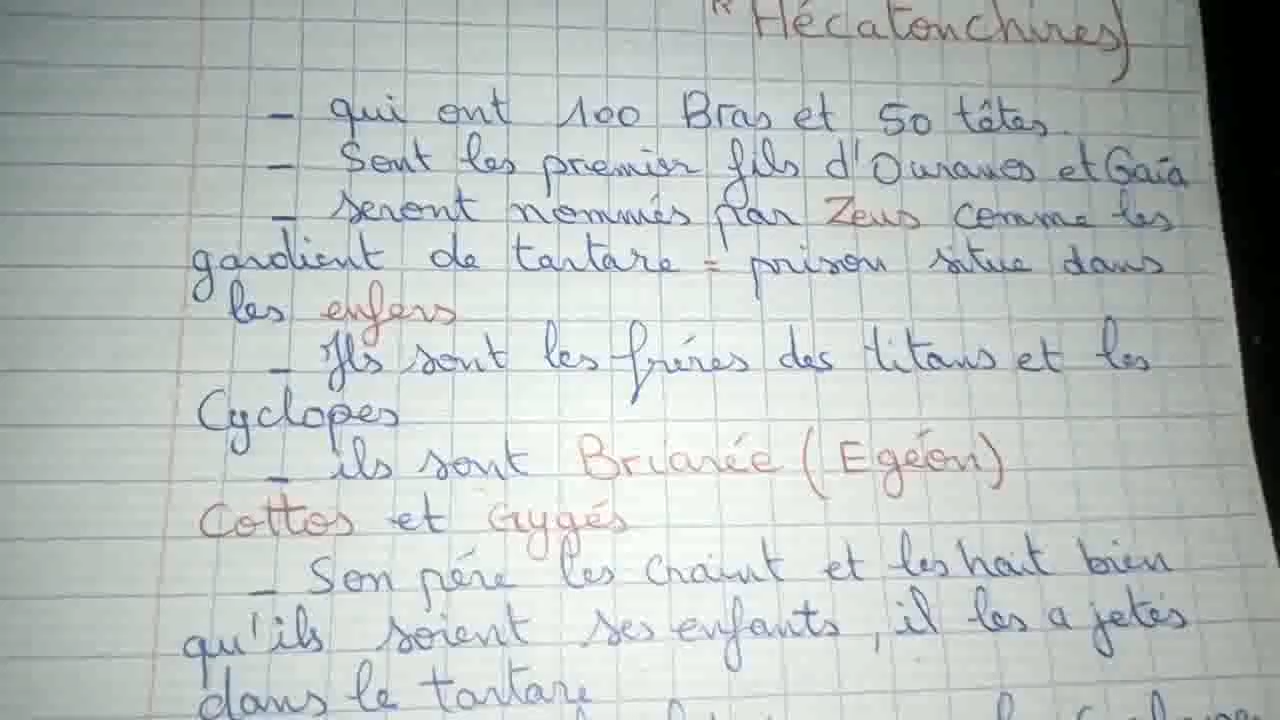 Hécatonchires)
- qui ont 100 Bras et 50 têtes.
- Sont les premier fils d'Ouranos et Gaïa
- seront nommés par Zeus comme les
gardient de tartare = prison situe dans
les enfers
- Ils sont les fréres des titans et les
Cyclopes
- ils sont Briarée (Egéon)
Cottos et Gygés
- Son pére les craint et les hait bien
qu'ils soient ses enfants, il les a jetés
dans le tartare